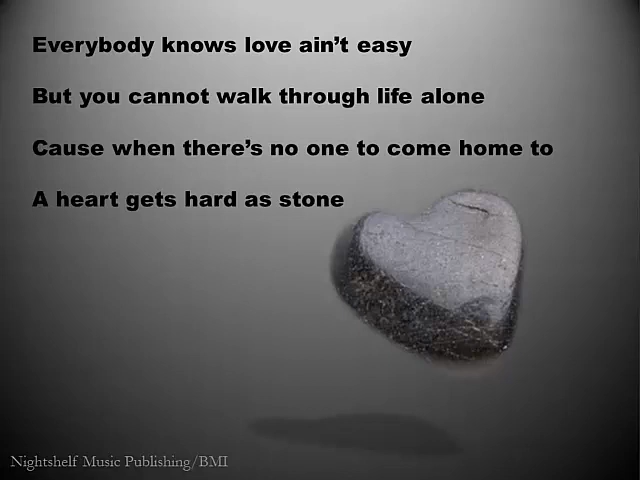 Everybody knows love ain't easy
But you cannot walk through life alone
Cause when there's no one to come home to
A heart gets hard as stone
Nightshelf Music Publishing/BMI